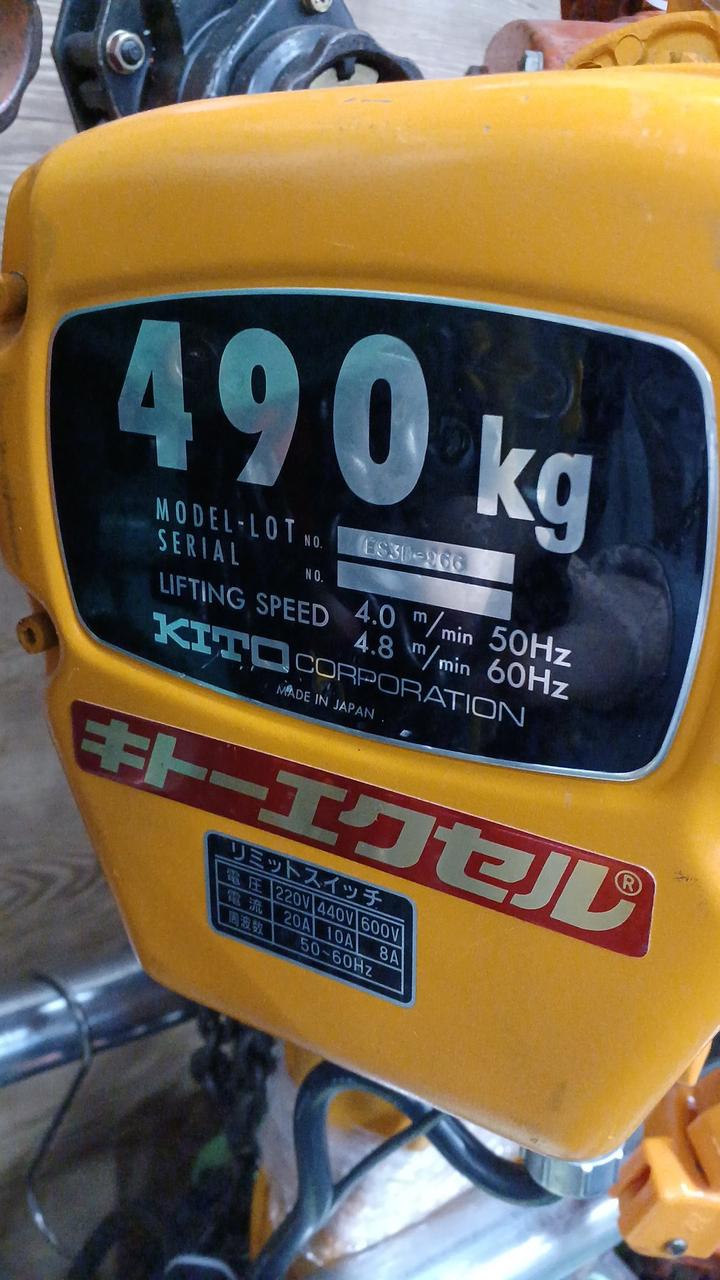 490 kg
MODEL-LOT NO.
SERIAL NO.
LIFTING SPEED 4.0 m/min 50Hz
4.8 m/min 60Hz
KITO CORPORATION
MADE IN JAPAN
キトーエクセル®
リミットスイッチ
電圧 220V 440V 600V
電流 20A 10A 8A
周波数 50~60Hz